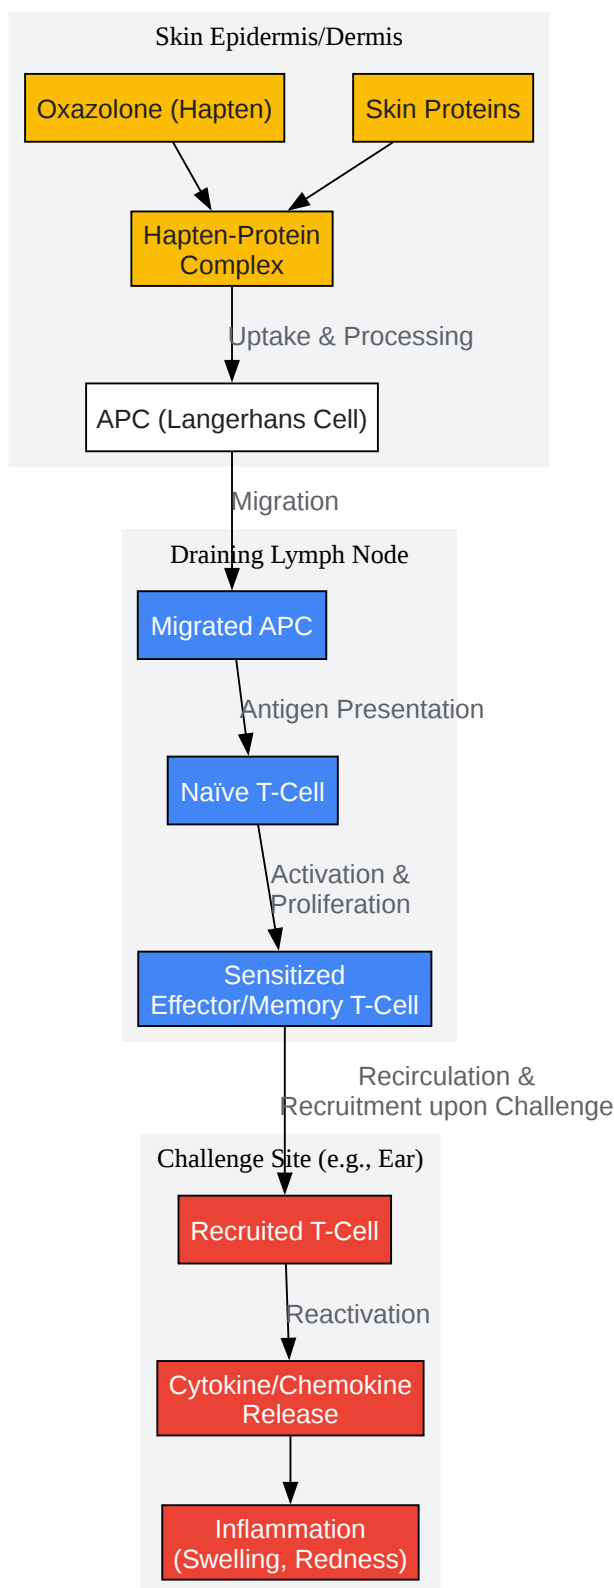 Skin Epidermis/Dermis
Oxazolone (Hapten)
Skin Proteins
Hapten-Protein
Complex
Uptake & Processing
APC (Langerhans Cell)
Migration
Draining Lymph Node
Migrated APC
Antigen Presentation
Naïve T-Cell
Activation &
Proliferation
Sensitized
Effector/Memory T-Cell
Recirculation &
Recruitment upon Challenge
Challenge Site (e.g., Ear)
Recruited T-Cell
Reactivation
Cytokine/Chemokine
Release
Inflammation
(Swelling, Redness)